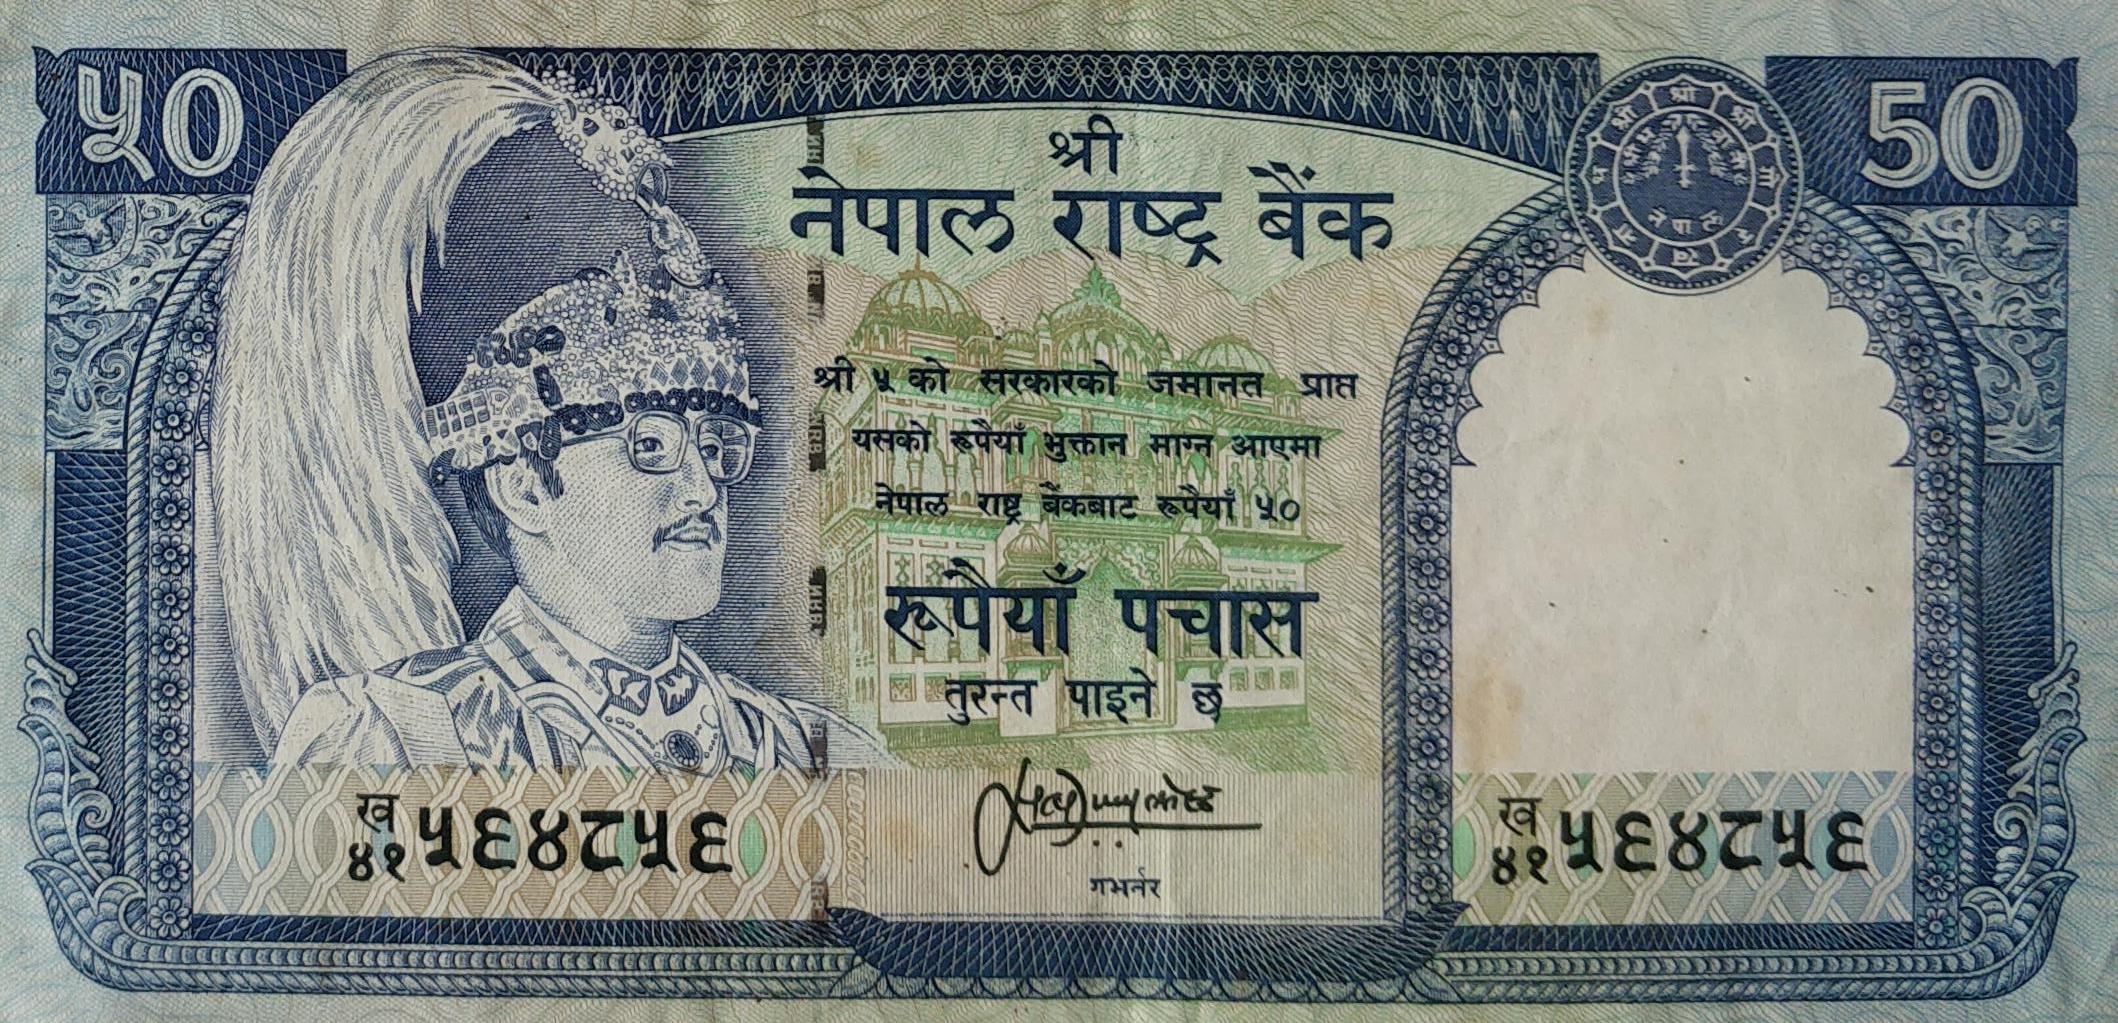 ५० 50
श्री
नेपाल राष्ट्र बैंक
श्री ५ को सरकारको जमानत प्राप्त
यसको रूपैयाँ भुक्तान माग्न आएमा
नेपाल राष्ट्र बैंकबाट रूपैयाँ ५०
रूपैयाँ पचास
तुरन्त पाइने छ
ख ४१ ५६४८५६
गभर्नर
ख ४१ ५६४८५६